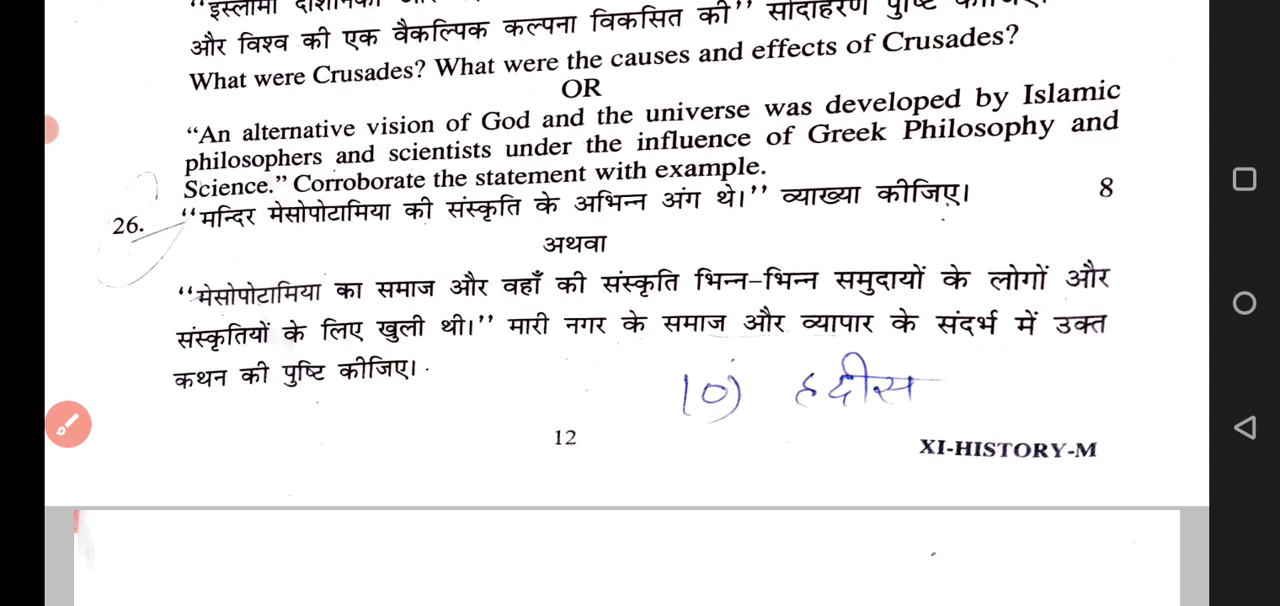 “इस्लामी दार्शनिकों और
और विश्व की एक वैकल्पिक कल्पना विकसित की” सोदाहरण पुष्टि कीजिए।
What were Crusades? What were the causes and effects of Crusades?
OR
“An alternative vision of God and the universe was developed by Islamic
philosophers and scientists under the influence of Greek Philosophy and
Science.” Corroborate the statement with example.
26. “मन्दिर मेसोपोटामिया की संस्कृति के अभिन्न अंग थे।” व्याख्या कीजिए। 8
अथवा
“मेसोपोटामिया का समाज और वहाँ की संस्कृति भिन्न-भिन्न समुदायों के लोगों और
संस्कृतियों के लिए खुली थी।” मारी नगर के समाज और व्यापार के संदर्भ में उक्त
कथन की पुष्टि कीजिए।
10) हदीस
12
XI-HISTORY-M